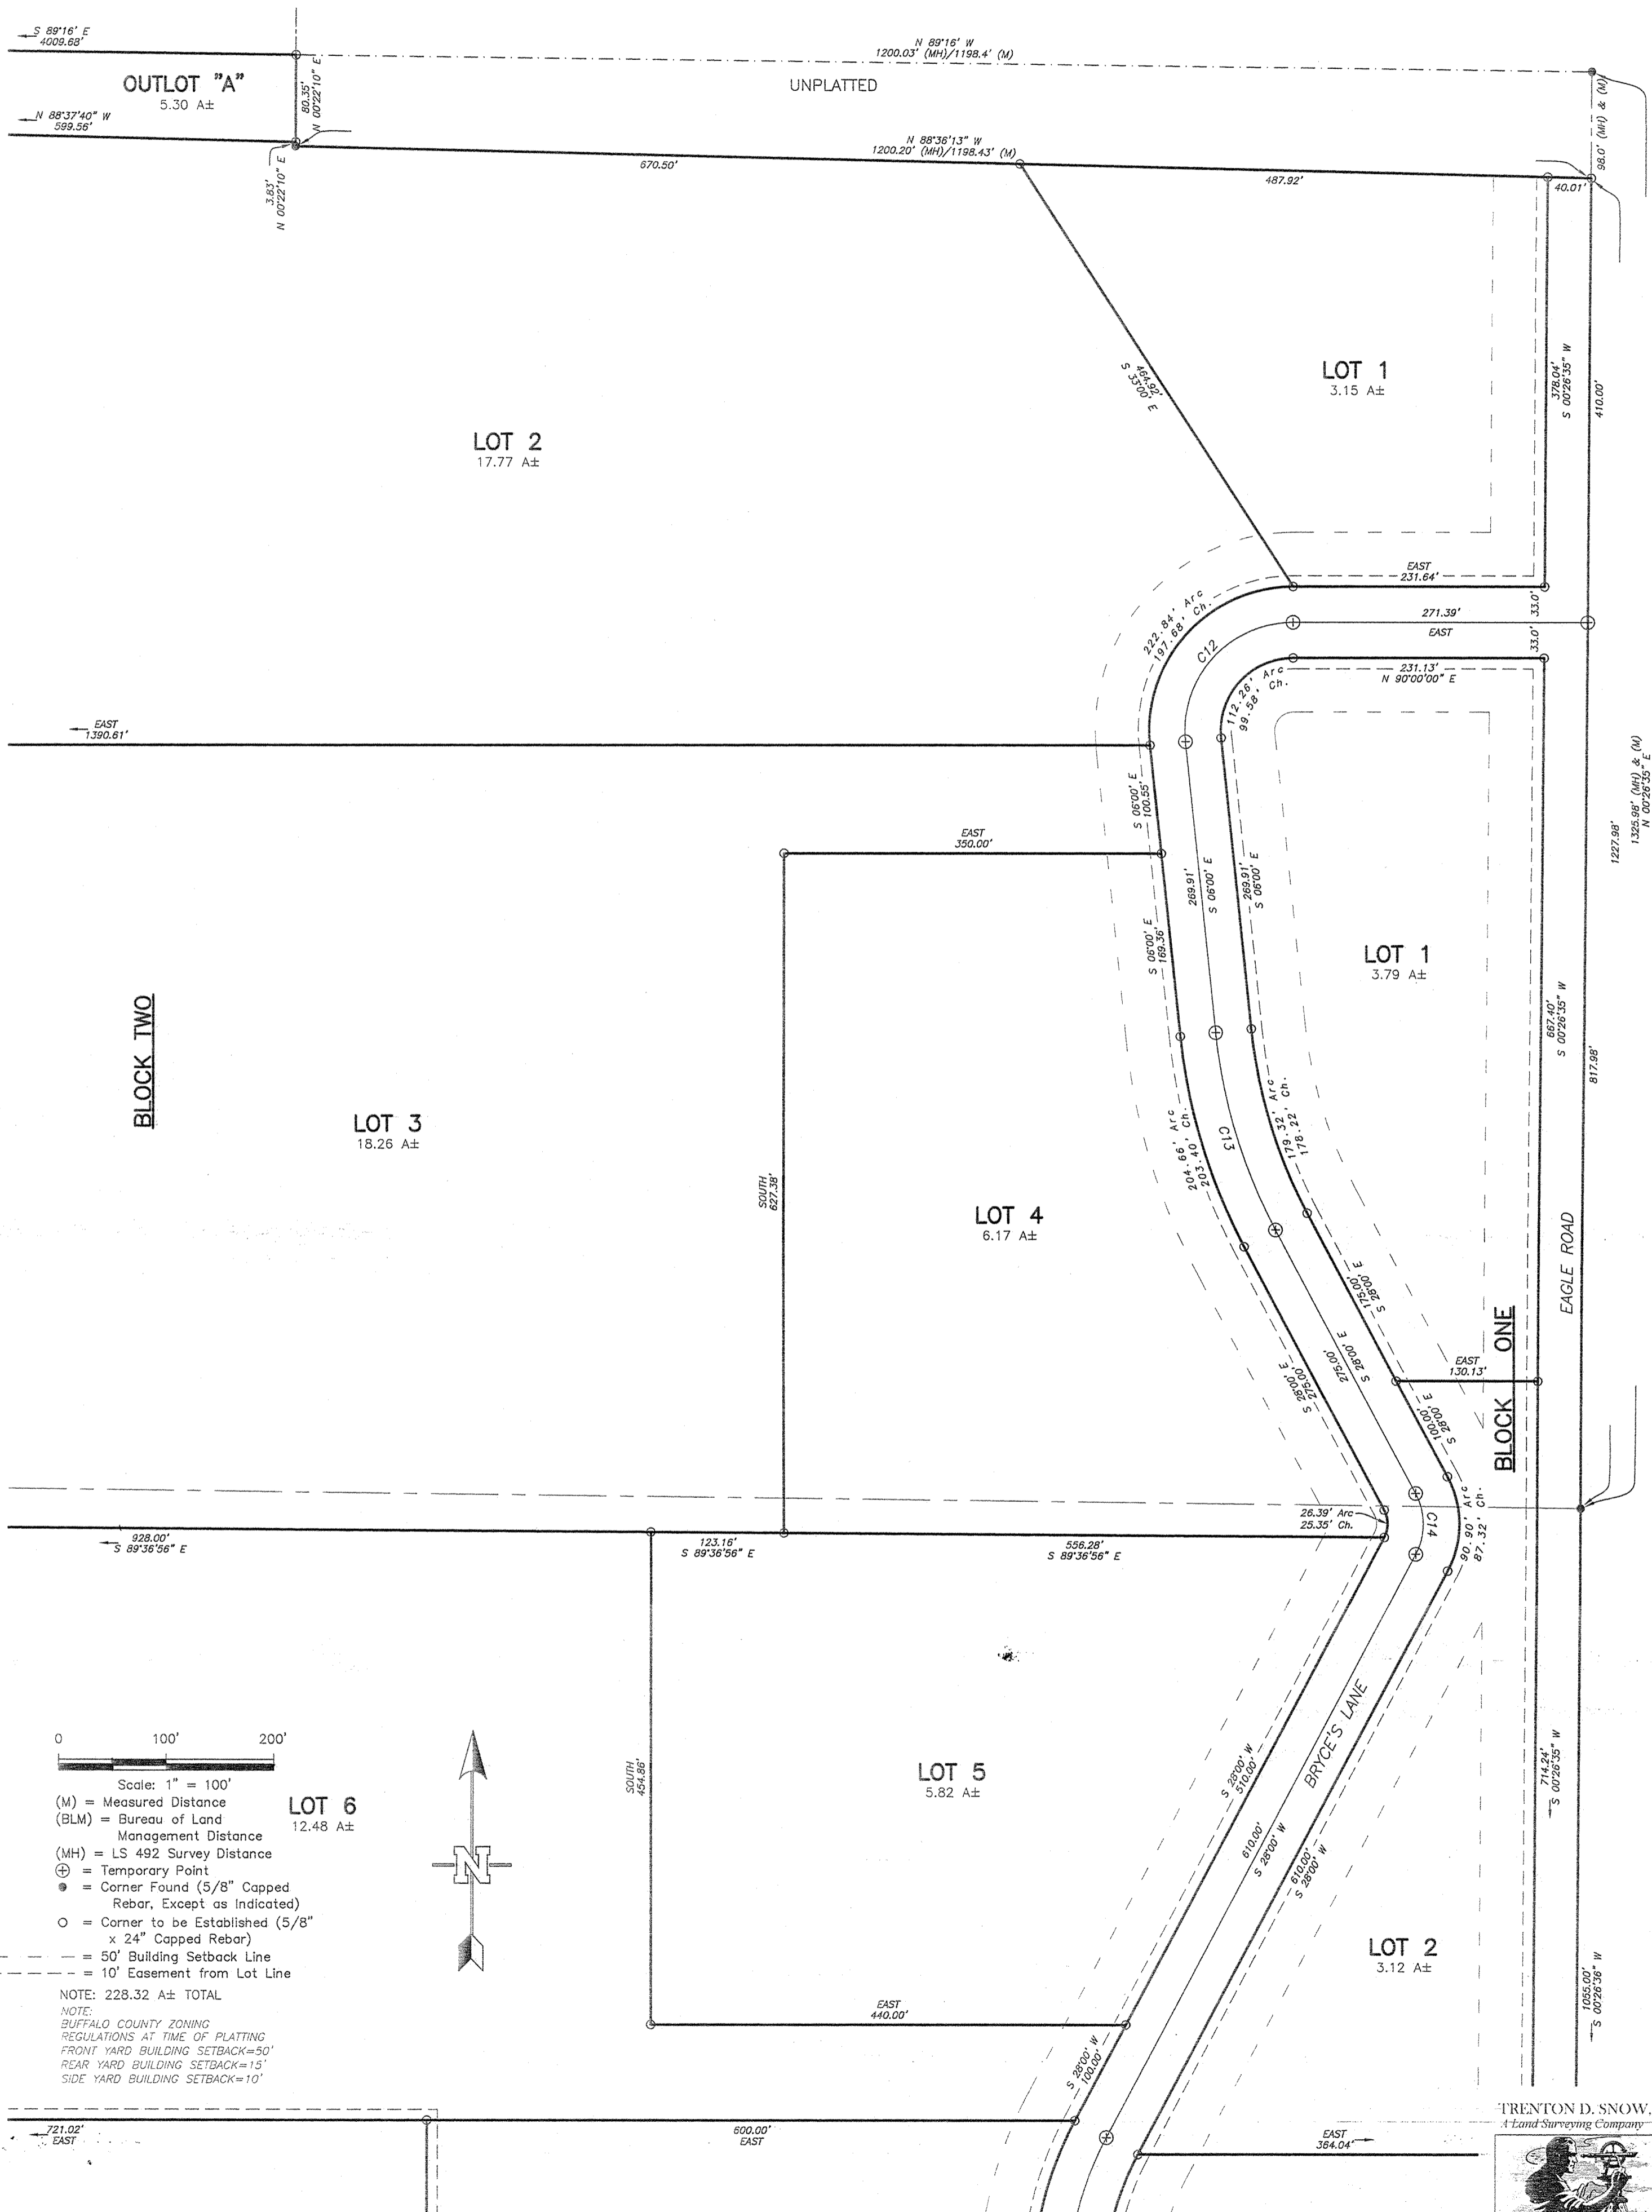 S 89°16' E
4009.68'
OUTLOT "A"
5.30 A±
N 88°37'40" W
599.56'
80.35'
N 00°22'10" E
3.83'
N 00°22'10" E
N 89°16' W
1200.03' (MH)/1198.4' (M)
UNPLATTED
N 88°36'13" W
1200.20' (MH)/1198.43' (M)
670.50'
487.92'
40.01'
98.0' (MH) & (M)
464.92'
S 33°00' E
LOT 1
3.15 A±
378.04'
S 00°26'35" W
410.00'
LOT 2
17.77 A±
EAST
231.64'
33.0'
271.39'
EAST
33.0'
231.13'
N 90°00'00" E
222.84' Arc
197.68' Ch.
C12
112.26' Arc
99.58' Ch.
EAST
1390.61'
S 06°00' E
100.55'
EAST
350.00'
269.91'
S 06°00' E
269.91'
S 06°00' E
S 06°00' E
169.36'
1227.98'
1325.98' (MH) & (M)
N 00°26'35" E
LOT 1
3.79 A±
667.40'
S 00°26'35" W
817.98'
BLOCK TWO
LOT 3
18.26 A±
SOUTH
627.38'
LOT 4
6.17 A±
204.66' Arc
203.40' Ch.
C13
179.32' Arc
178.22' Ch.
EAGLE ROAD
175.00'
S 28°00' E
275.00'
S 28°00' E
S 28°00' E
275.00'
EAST
130.13'
100.00'
S 28°00' E
BLOCK ONE
26.39' Arc
25.35' Ch.
C14
90.90' Arc
87.32' Ch.
928.00'
S 89°36'56" E
123.16'
S 89°36'56" E
556.28'
S 89°36'56" E
SOUTH
454.86'
LOT 5
5.82 A±
S 28°00' W
510.00'
BRYCE'S LANE
610.00'
S 28°00' W
610.00'
S 28°00' W
714.24'
S 00°26'35" W
LOT 2
3.12 A±
1055.00'
S 00°26'36" W
0 100' 200'
Scale: 1" = 100'
(M) = Measured Distance
(BLM) = Bureau of Land
Management Distance
(MH) = LS 492 Survey Distance
⊕ = Temporary Point
● = Corner Found (5/8" Capped
Rebar, Except as Indicated)
○ = Corner to be Established (5/8"
x 24" Capped Rebar)
= 50' Building Setback Line
= 10' Easement from Lot Line
LOT 6
12.48 A±
N
NOTE: 228.32 A± TOTAL
NOTE:
BUFFALO COUNTY ZONING
REGULATIONS AT TIME OF PLATTING
FRONT YARD BUILDING SETBACK=50'
REAR YARD BUILDING SETBACK=15'
SIDE YARD BUILDING SETBACK=10'
EAST
440.00'
S 28°00' W
100.00'
721.02'
EAST
600.00'
EAST
EAST
364.04'
TRENTON D. SNOW,
A Land Surveying Company